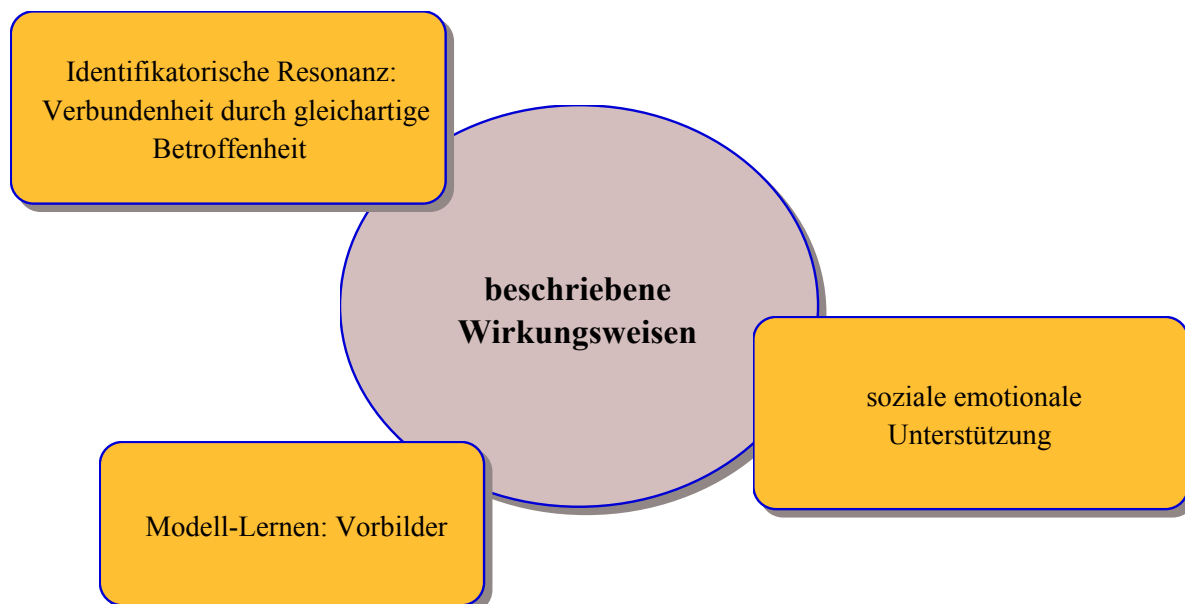 Identifikatorische Resonanz:
Verbundenheit durch gleichartige
Betroffenheit
beschriebene
Wirkungsweisen
soziale emotionale
Unterstützung
Modell-Lernen: Vorbilder